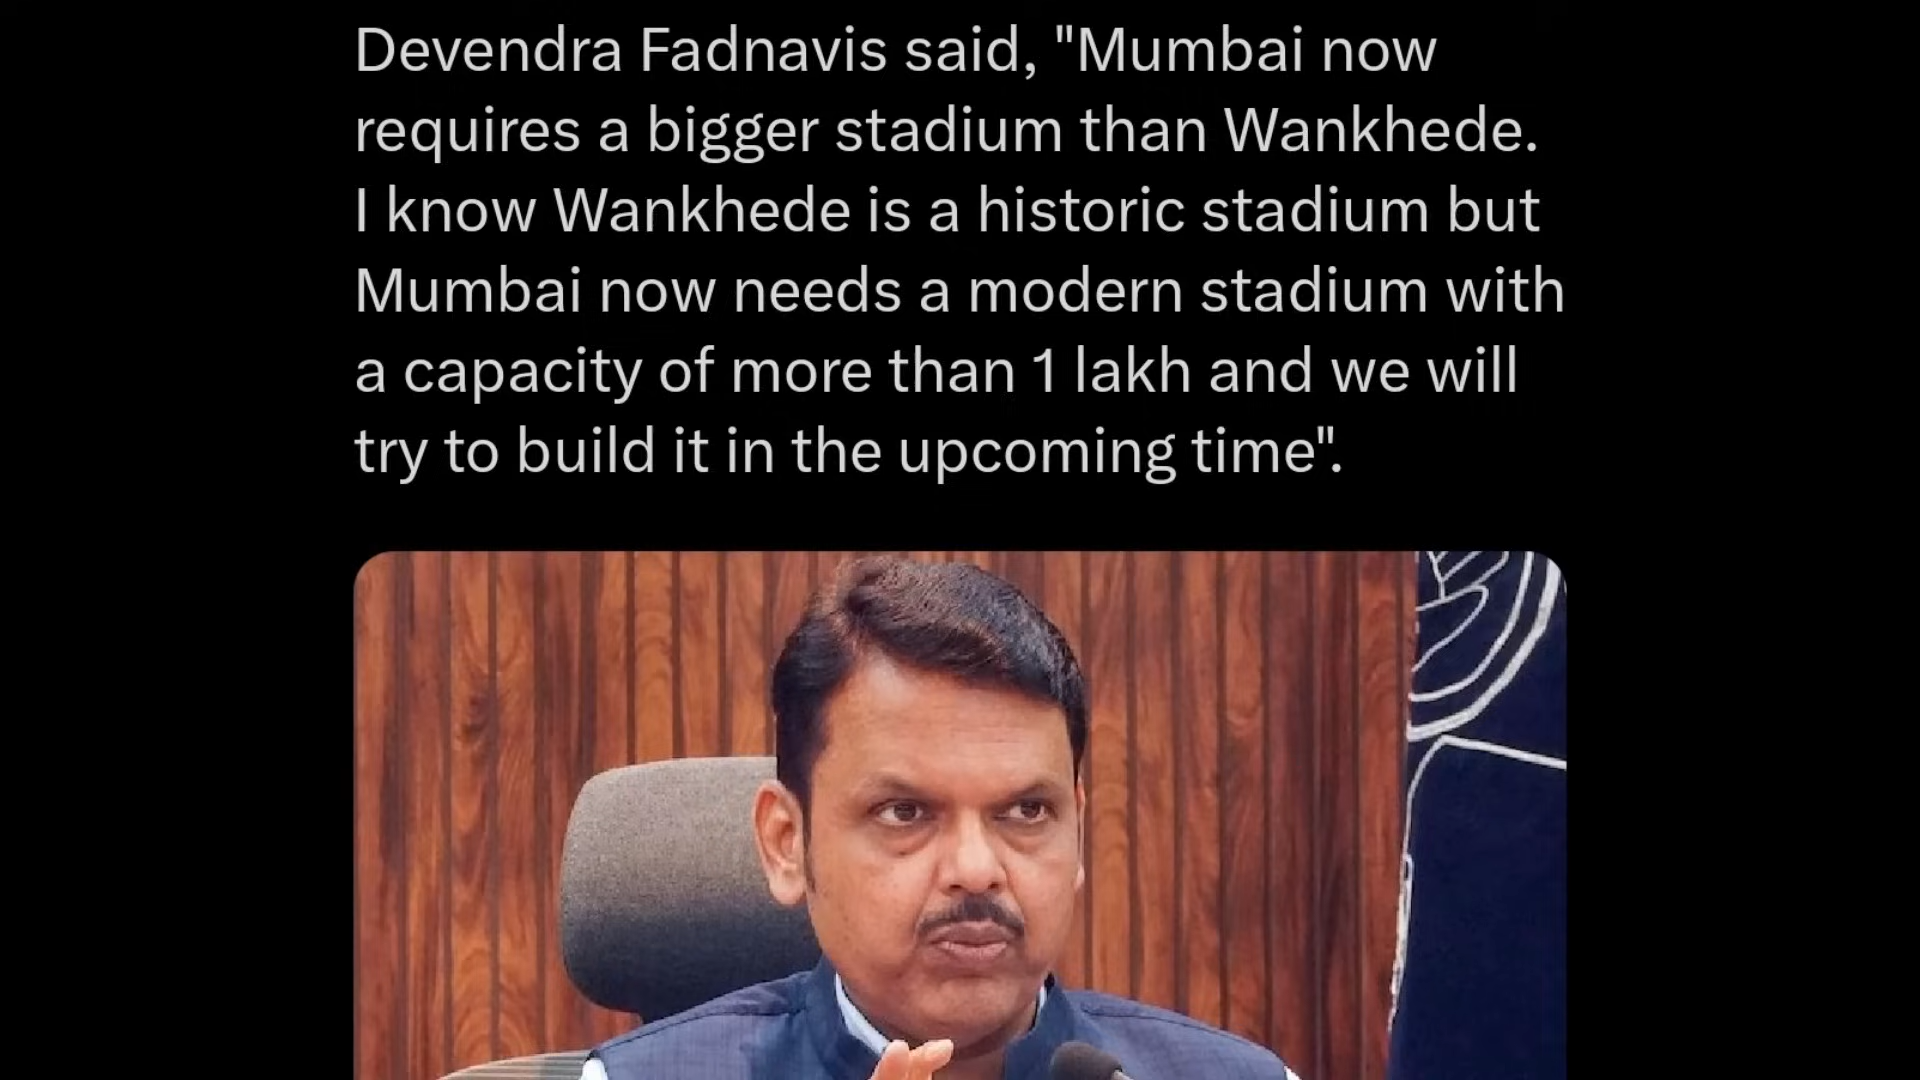 Devendra Fadnavis said, "Mumbai now
requires a bigger stadium than Wankhede.
I know Wankhede is a historic stadium but
Mumbai now needs a modern stadium with
a capacity of more than 1 lakh and we will
try to build it in the upcoming time".